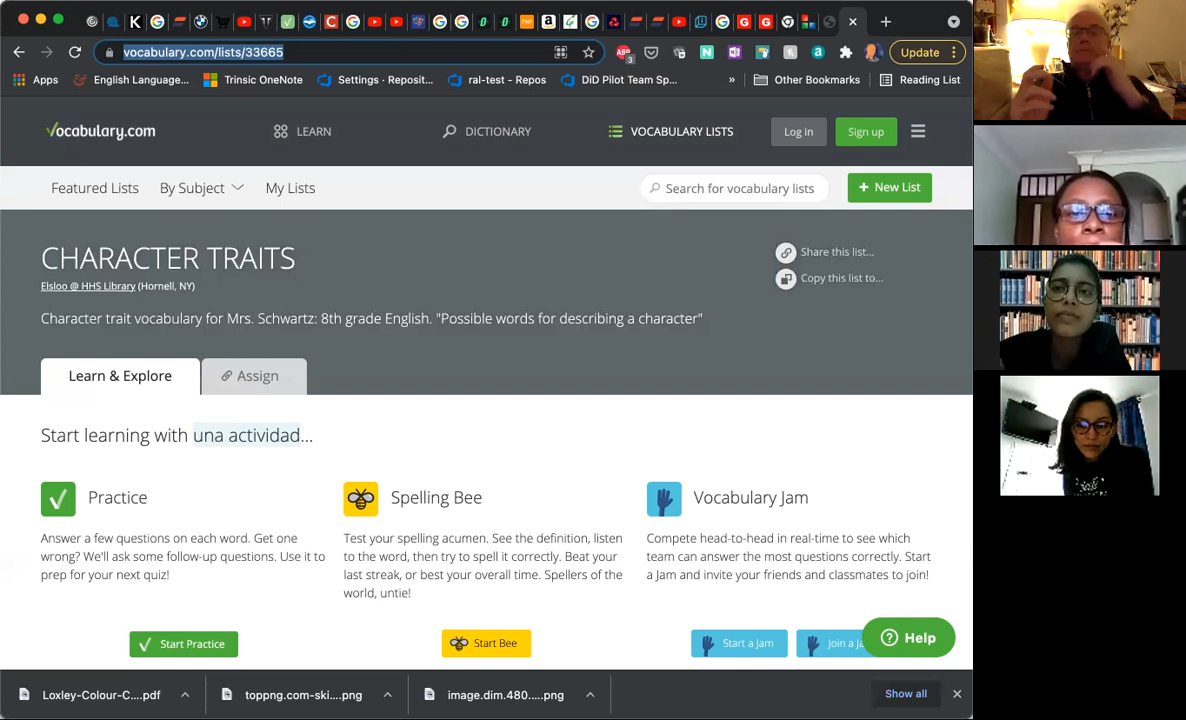 vocabulary.com/lists/33665
Update
Apps English Language... Trinsic OneNote Settings - Reposit... ral-test - Repos DiD Pilot Team Sp... » Other Bookmarks Reading List
Vocabulary.com LEARN DICTIONARY VOCABULARY LISTS Log in Sign up
Featured Lists By Subject My Lists Search for vocabulary lists + New List
CHARACTER TRAITS
Share this list...
Elsloo @ HHS Library (Hornell, NY)
Copy this list to...
Character trait vocabulary for Mrs. Schwartz: 8th grade English. "Possible words for describing a character"
Learn & Explore Assign
Start learning with una actividad...
Practice
Answer a few questions on each word. Get one
wrong? We'll ask some follow-up questions. Use it to
prep for your next quiz!
Start Practice
Spelling Bee
Test your spelling acumen. See the definition, listen
to the word, then try to spell it correctly. Beat your
last streak, or best your overall time. Spellers of the
world, untie!
Start Bee
Vocabulary Jam
Compete head-to-head in real-time to see which
team can answer the most questions correctly. Start
a Jam and invite your friends and classmates to join!
Start a Jam Join a
Help
Loxley-Colour-C....pdf toppng.com-ski....png image.dim.480.....png Show all